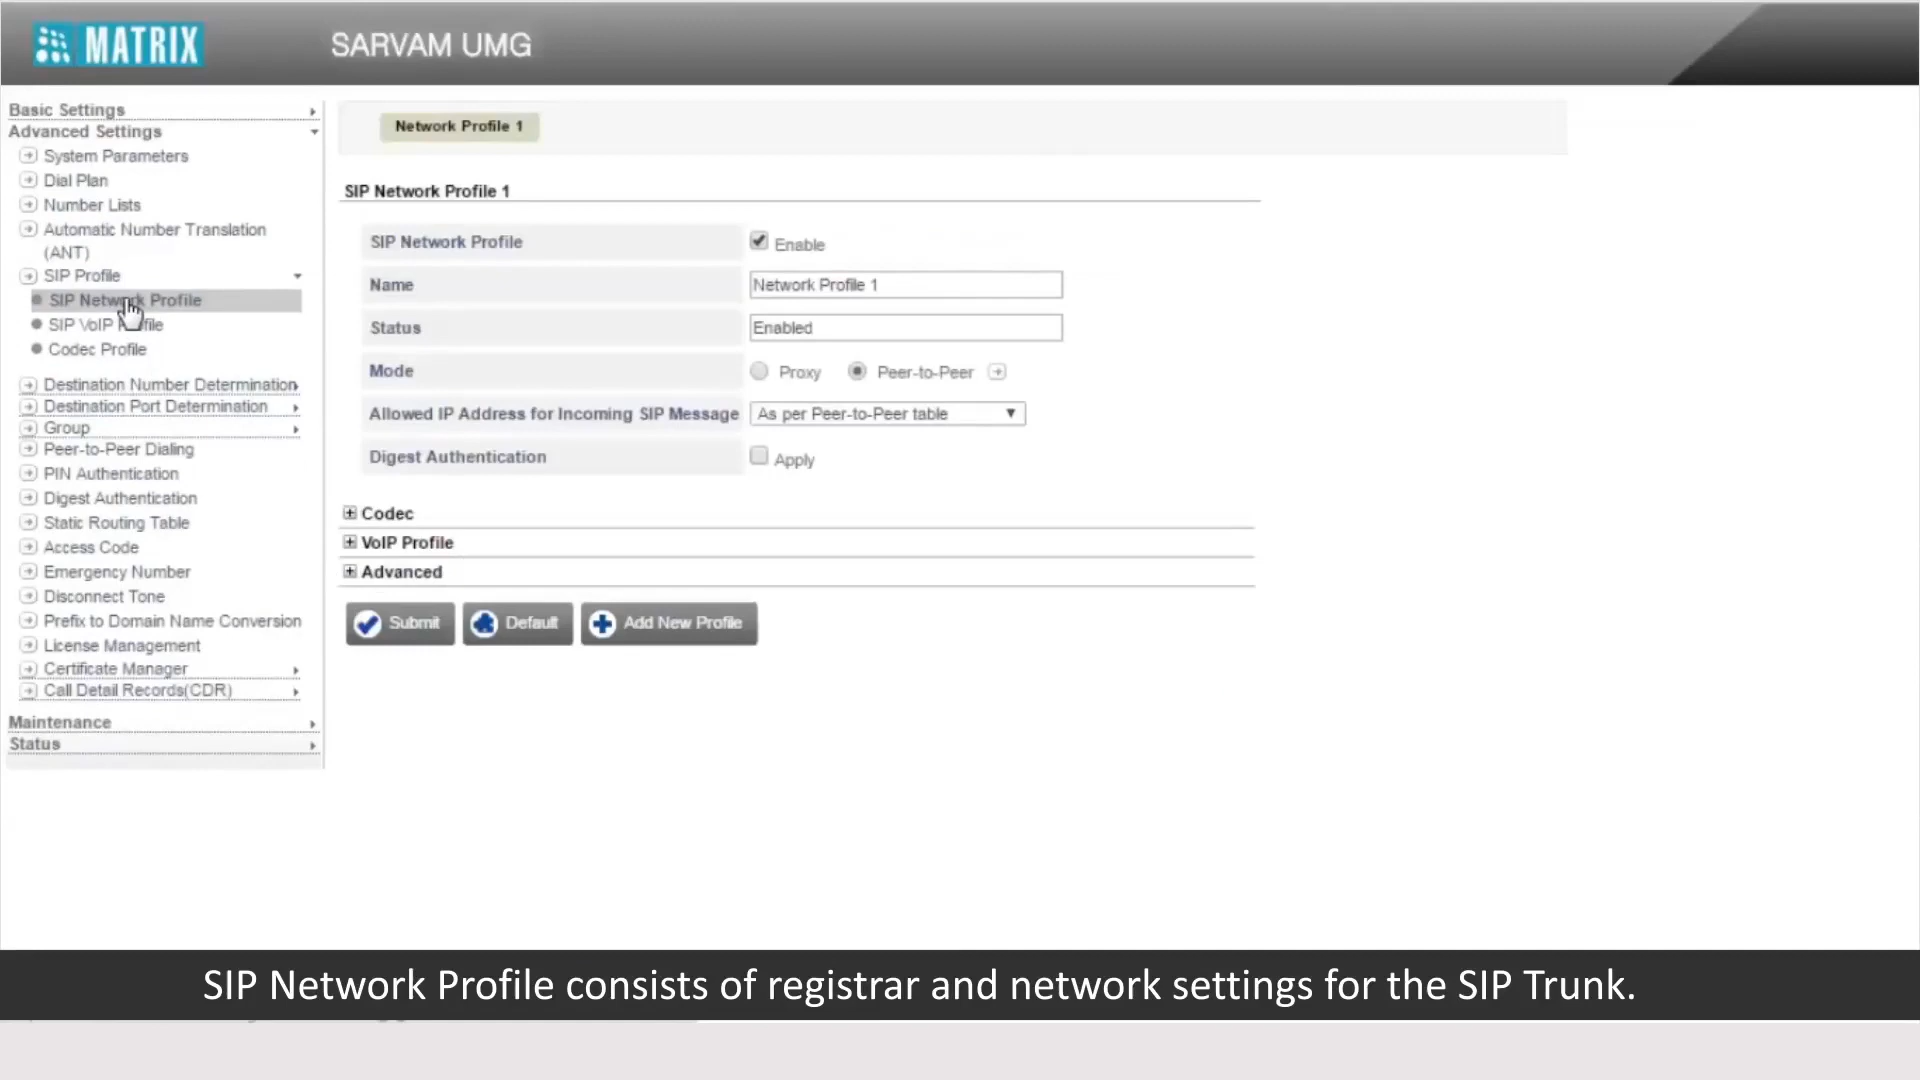 MATRIX
SARVAM UMG
Basic Settings
Advanced Settings
System Parameters
Dial Plan
Number Lists
Automatic Number Translation
(ANT)
SIP Profile
SIP Network Profile
SIP VoIP Profile
Codec Profile
Destination Number Determination
Destination Port Determination
Group
Peer-to-Peer Dialing
PIN Authentication
Digest Authentication
Static Routing Table
Access Code
Emergency Number
Disconnect Tone
Prefix to Domain Name Conversion
License Management
Certificate Manager
Call Detail Records(CDR)
Maintenance
Status
Network Profile 1
SIP Network Profile 1
SIP Network Profile Enable
Name Network Profile 1
Status Enabled
Mode Proxy Peer-to-Peer
Allowed IP Address for Incoming SIP Message As per Peer-to-Peer table
Digest Authentication Apply
Codec
VoIP Profile
Advanced
Submit Default Add New Profile
SIP Network Profile consists of registrar and network settings for the SIP Trunk.